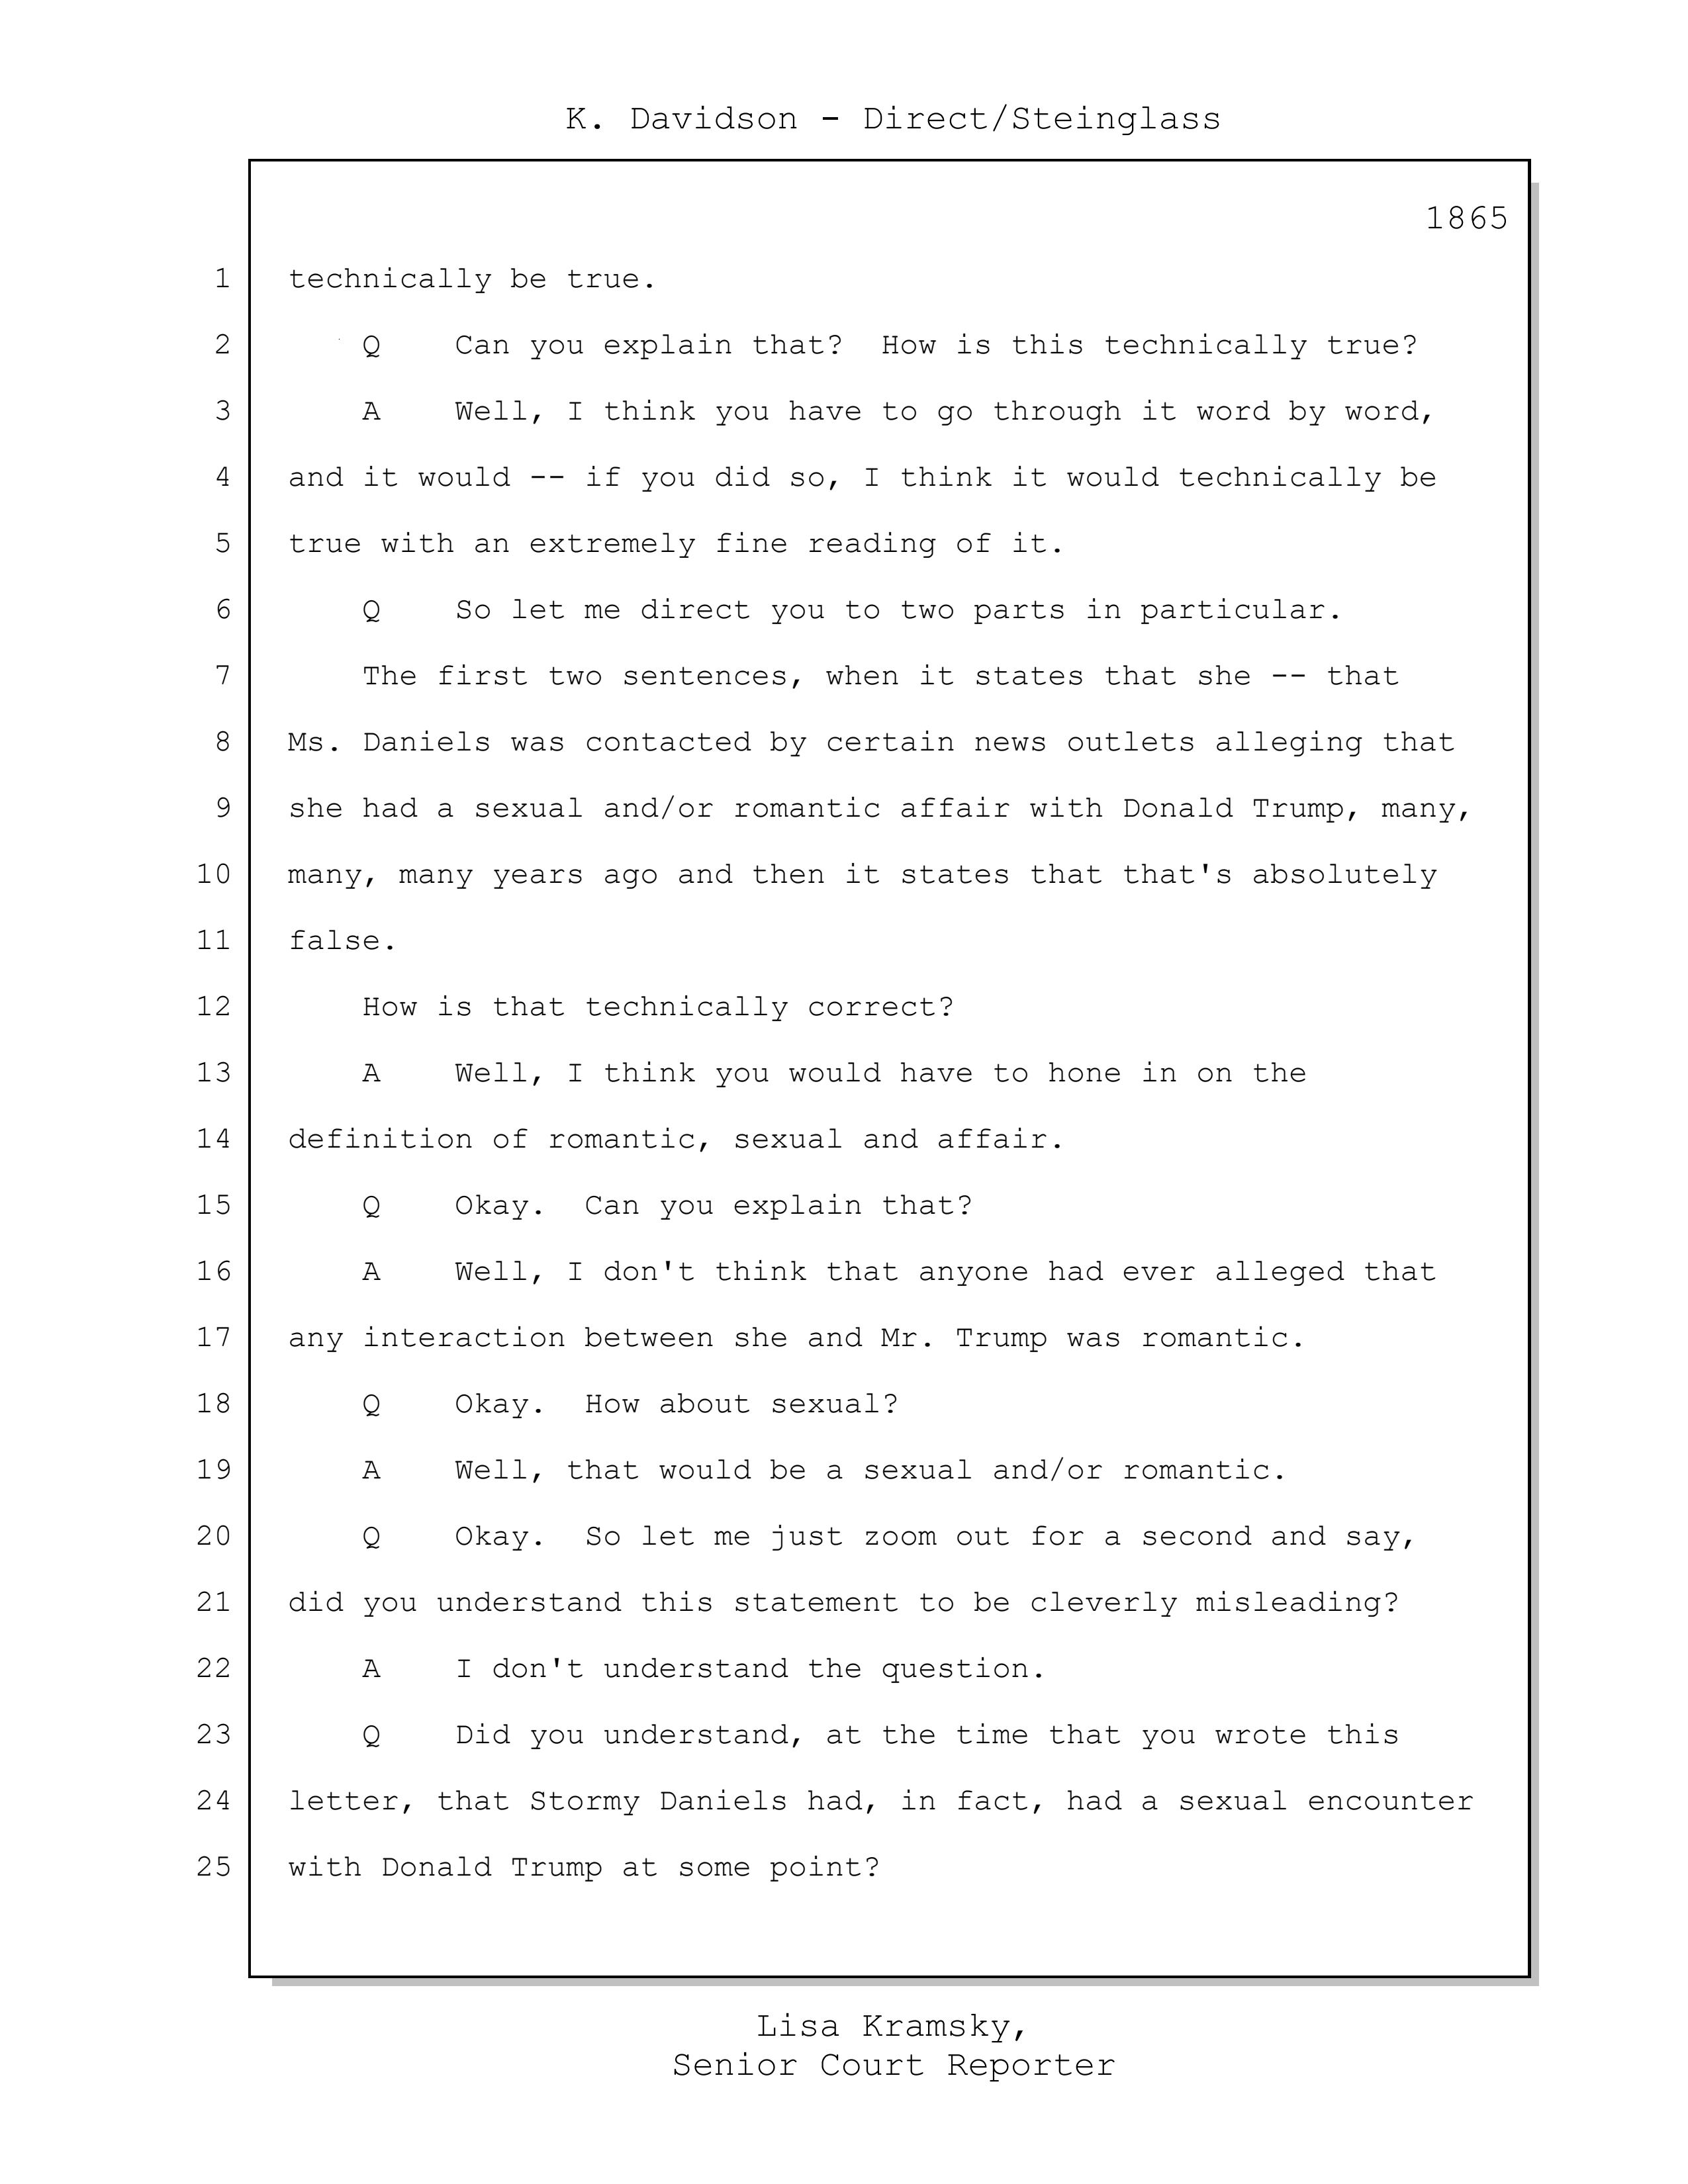 K. Davidson - Direct/Steinglass
1865
1 technically be true.
2 Q Can you explain that? How is this technically true?
3 A Well, I think you have to go through it word by word,
4 and it would -- if you did so, I think it would technically be
5 true with an extremely fine reading of it.
6 Q So let me direct you to two parts in particular.
7 The first two sentences, when it states that she -- that
8 Ms. Daniels was contacted by certain news outlets alleging that
9 she had a sexual and/or romantic affair with Donald Trump, many,
10 many, many years ago and then it states that that's absolutely
11 false.
12 How is that technically correct?
13 A Well, I think you would have to hone in on the
14 definition of romantic, sexual and affair.
15 Q Okay. Can you explain that?
16 A Well, I don't think that anyone had ever alleged that
17 any interaction between she and Mr. Trump was romantic.
18 Q Okay. How about sexual?
19 A Well, that would be a sexual and/or romantic.
20 Q Okay. So let me just zoom out for a second and say,
21 did you understand this statement to be cleverly misleading?
22 A I don't understand the question.
23 Q Did you understand, at the time that you wrote this
24 letter, that Stormy Daniels had, in fact, had a sexual encounter
25 with Donald Trump at some point?
Lisa Kramsky,
Senior Court Reporter